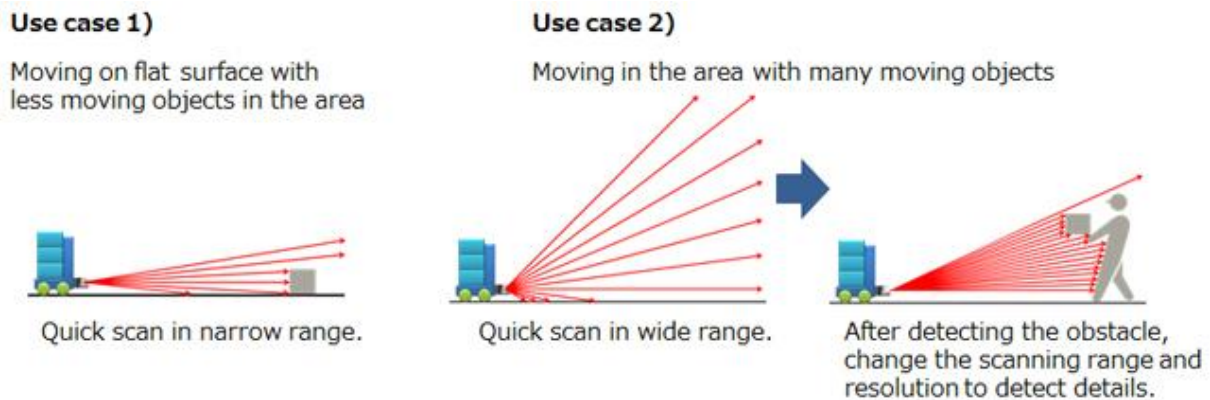 Use case 1)
Moving on flat surface with
less moving objects in the area
Quick scan in narrow range.
Use case 2)
Moving in the area with many moving objects
Quick scan in wide range.
After detecting the obstacle,
change the scanning range and
resolution to detect details.